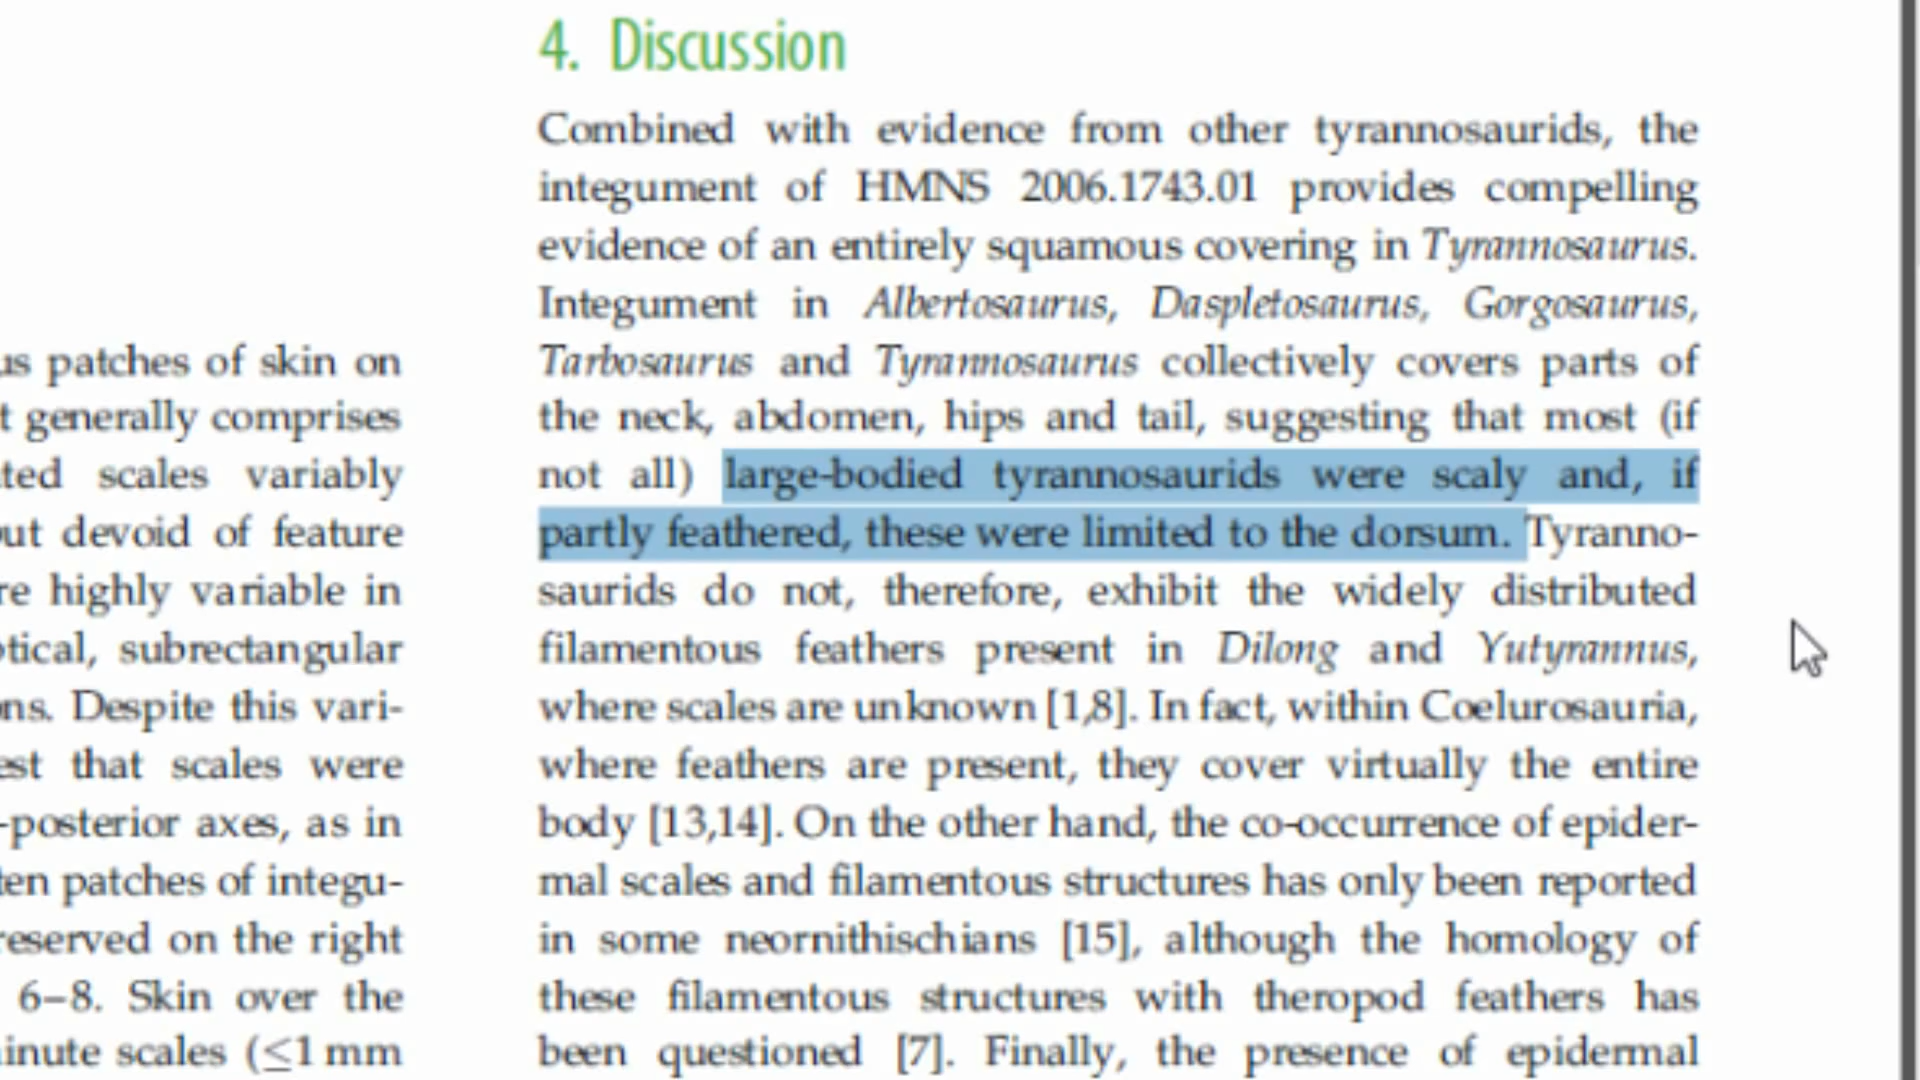 us patches of skin on
generally comprises
scales variably
devoid of feature
highly variable in
subrectangular
Despite this vari-
that scales were
-posterior axes, as in
patches of integu-
on the right
6–8. Skin over the
scales (≤1 mm
4. Discussion
Combined with evidence from other tyrannosaurids, the
integument of HMNS 2006.1743.01 provides compelling
evidence of an entirely squamous covering in Tyrannosaurus.
Integument in Albertosaurus, Daspletosaurus, Gorgosaurus,
Tarbosaurus and Tyrannosaurus collectively covers parts of
the neck, abdomen, hips and tail, suggesting that most (if
not all) large-bodied tyrannosaurids were scaly and, if
partly feathered, these were limited to the dorsum. Tyranno-
saurids do not, therefore, exhibit the widely distributed
filamentous feathers present in Dilong and Yutyrannus,
where scales are unknown [1,8]. In fact, within Coelurosauria,
where feathers are present, they cover virtually the entire
body [13,14]. On the other hand, the co-occurrence of epider-
mal scales and filamentous structures has only been reported
in some neornithischians [15], although the homology of
these filamentous structures with theropod feathers has
been questioned [7]. Finally, the presence of epidermal